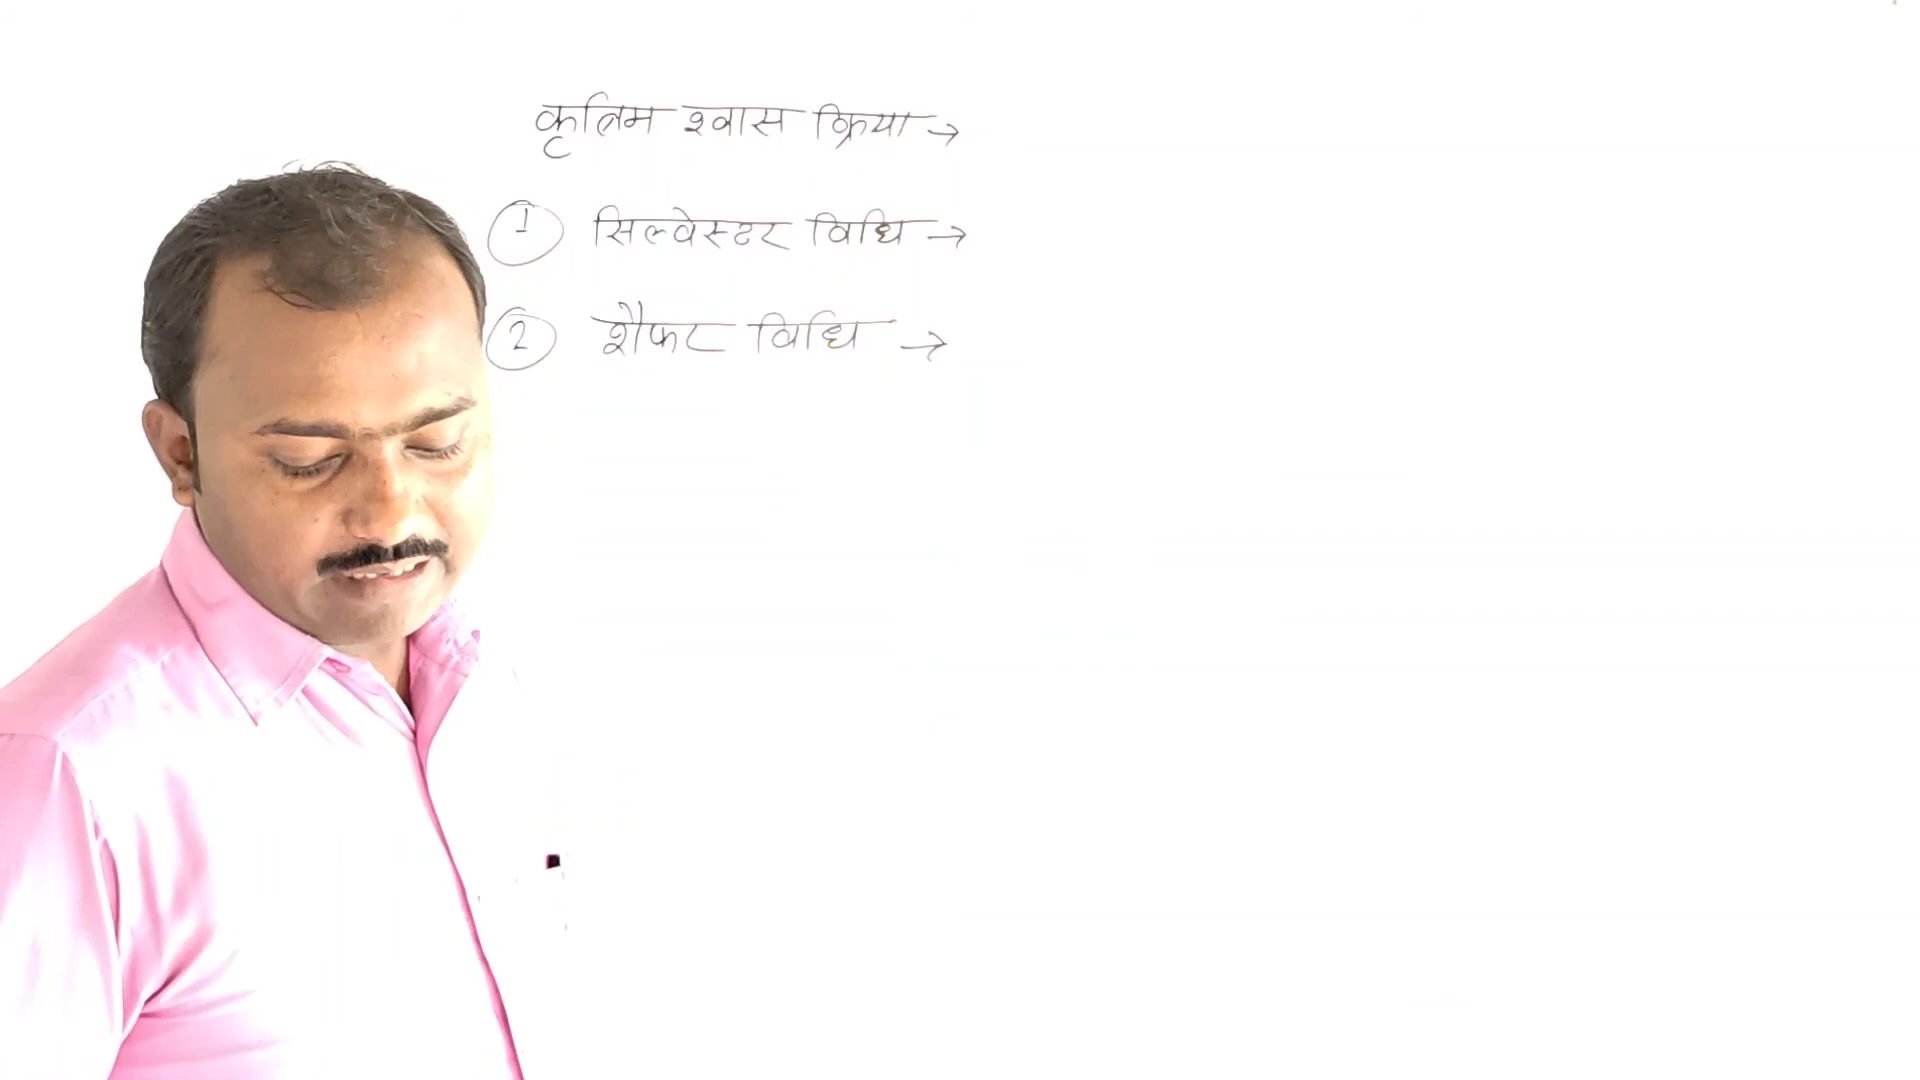 कृत्रिम श्वास क्रिया →
1 सिल्वेस्टर विधि →
2 शैफर विधि →